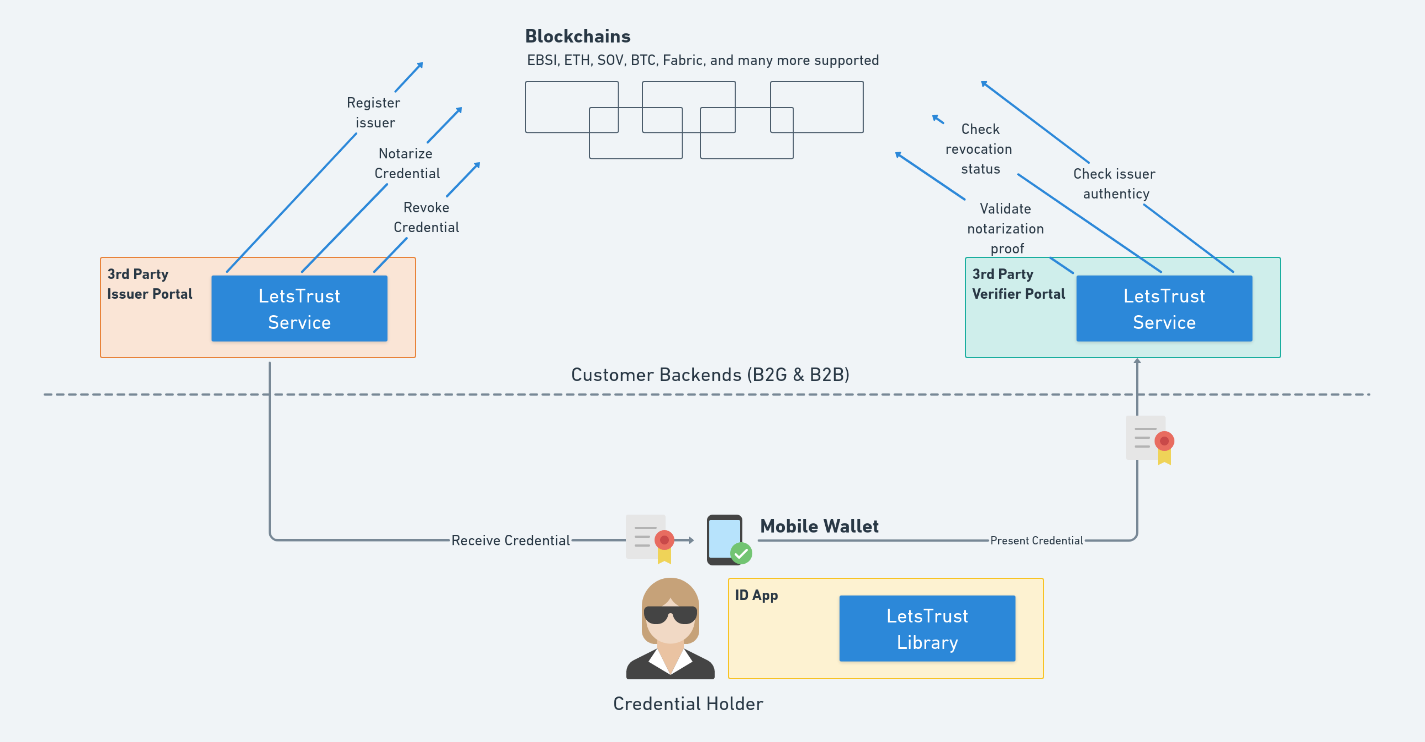 Blockchains
EBSI, ETH, SOV, BTC, Fabric, and many more supported
Register
issuer
Notarize
Credential
Revoke
Credential
Check
revocation
status
Check issuer
authenticy
Validate
notarization
proof
3rd Party
Issuer Portal
LetsTrust
Service
3rd Party
Verifier Portal
LetsTrust
Service
Customer Backends (B2G & B2B)
Receive Credential
Mobile Wallet
Present Credential
ID App
LetsTrust
Library
Credential Holder